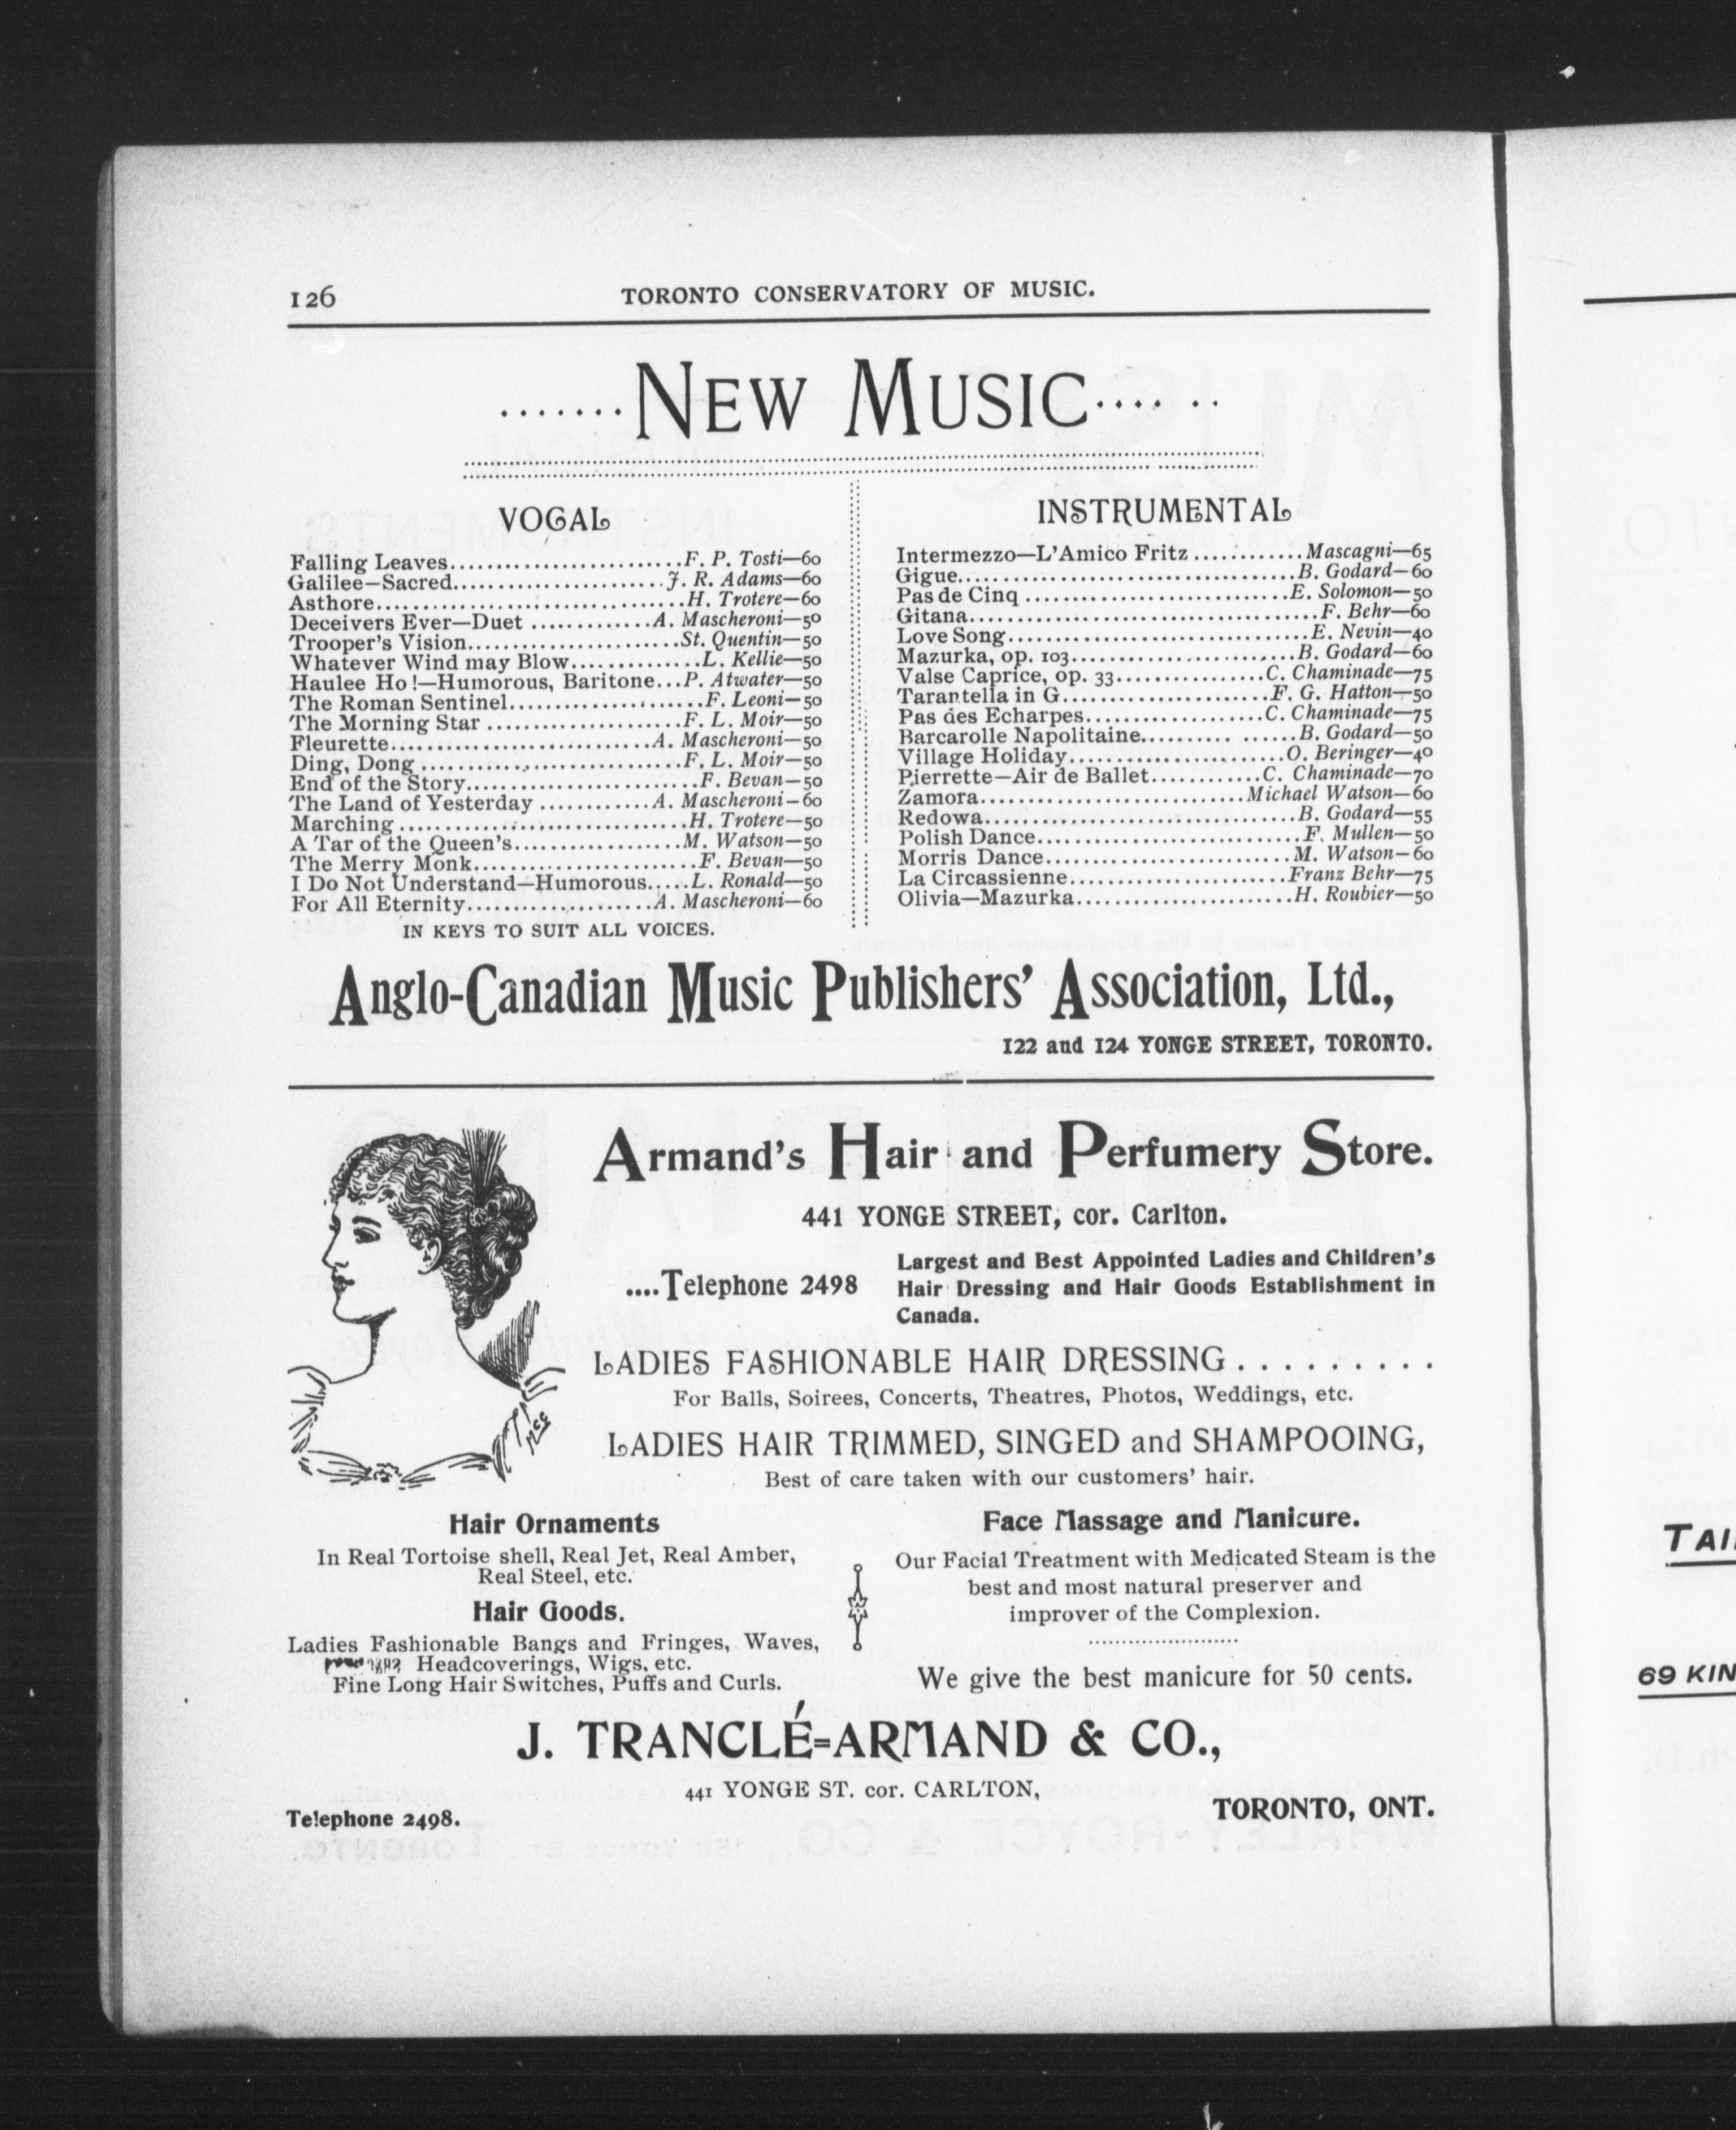 126
TORONTO CONSERVATORY OF MUSIC.
.......NEW MUSIC.... ..
VOCAL
Falling Leaves.........................F. P. Tosti—60
Galilee—Sacred.......................J. R. Adams—60
Asthore..................................H. Trotere—60
Deceivers Ever—Duet .............A. Mascheroni—50
Trooper's Vision.......................St. Quentin—50
Whatever Wind may Blow..............L. Kellie—50
Haulee Ho!—Humorous, Baritone...P. Atwater—50
The Roman Sentinel.....................F. Leoni—50
The Morning Star .....................F. L. Moir—50
Fleurette.............................A. Mascheroni—50
Ding, Dong .............................F. L. Moir—50
End of the Story.........................F. Bevan—50
The Land of Yesterday ............A. Mascheroni—60
Marching ...............................H. Trotere—50
A Tar of the Queen's..................M. Watson—50
The Merry Monk.........................F. Bevan—50
I Do Not Understand—Humorous.....L. Ronald—50
For All Eternity....................A. Mascheroni—60
IN KEYS TO SUIT ALL VOICES.
INSTRUMENTAL
Intermezzo—L'Amico Fritz ............Mascagni—65
Gigue.....................................B. Godard—60
Pas de Cinq .............................E. Solomon—50
Gitana......................................F. Behr—60
Love Song.................................E. Nevin—40
Mazurka, op. 103.........................B. Godard—60
Valse Caprice, op. 33................C. Chaminade—75
Tarantella in G.......................F. G. Hatton—50
Pas des Echarpes...................C. Chaminade—75
Barcarolle Napolitaine.......... ......B. Godard—50
Village Holiday.......................O. Beringer—40
Pierrette—Air de Ballet............C. Chaminade—70
Zamora.............................Michael Watson—60
Redowa..................................B. Godard—55
Polish Dance.............................F. Mullen—50
Morris Dance...........................M. Watson—60
La Circassienne........................Franz Behr—75
Olivia—Mazurka........................H. Roubier—50
Anglo-Canadian Music Publishers' Association, Ltd.,
122 and 124 YONGE STREET, TORONTO.
Armand's Hair and Perfumery Store.
441 YONGE STREET, cor. Carlton.
....Telephone 2498
Largest and Best Appointed Ladies and Children's
Hair Dressing and Hair Goods Establishment in
Canada.
LADIES FASHIONABLE HAIR DRESSING . . . . . . . . .
For Balls, Soirees, Concerts, Theatres, Photos, Weddings, etc.
LADIES HAIR TRIMMED, SINGED and SHAMPOOING,
Best of care taken with our customers' hair.
Hair Ornaments
In Real Tortoise shell, Real Jet, Real Amber,
Real Steel, etc.
Hair Goods.
Ladies Fashionable Bangs and Fringes, Waves,
Headcoverings, Wigs, etc.
Fine Long Hair Switches, Puffs and Curls.
Face Massage and Manicure.
Our Facial Treatment with Medicated Steam is the
best and most natural preserver and
improver of the Complexion.
We give the best manicure for 50 cents.
J. TRANCLÉ=ARMAND & CO.,
441 YONGE ST. cor. CARLTON,
Telephone 2498.
TORONTO, ONT.
69 KIN